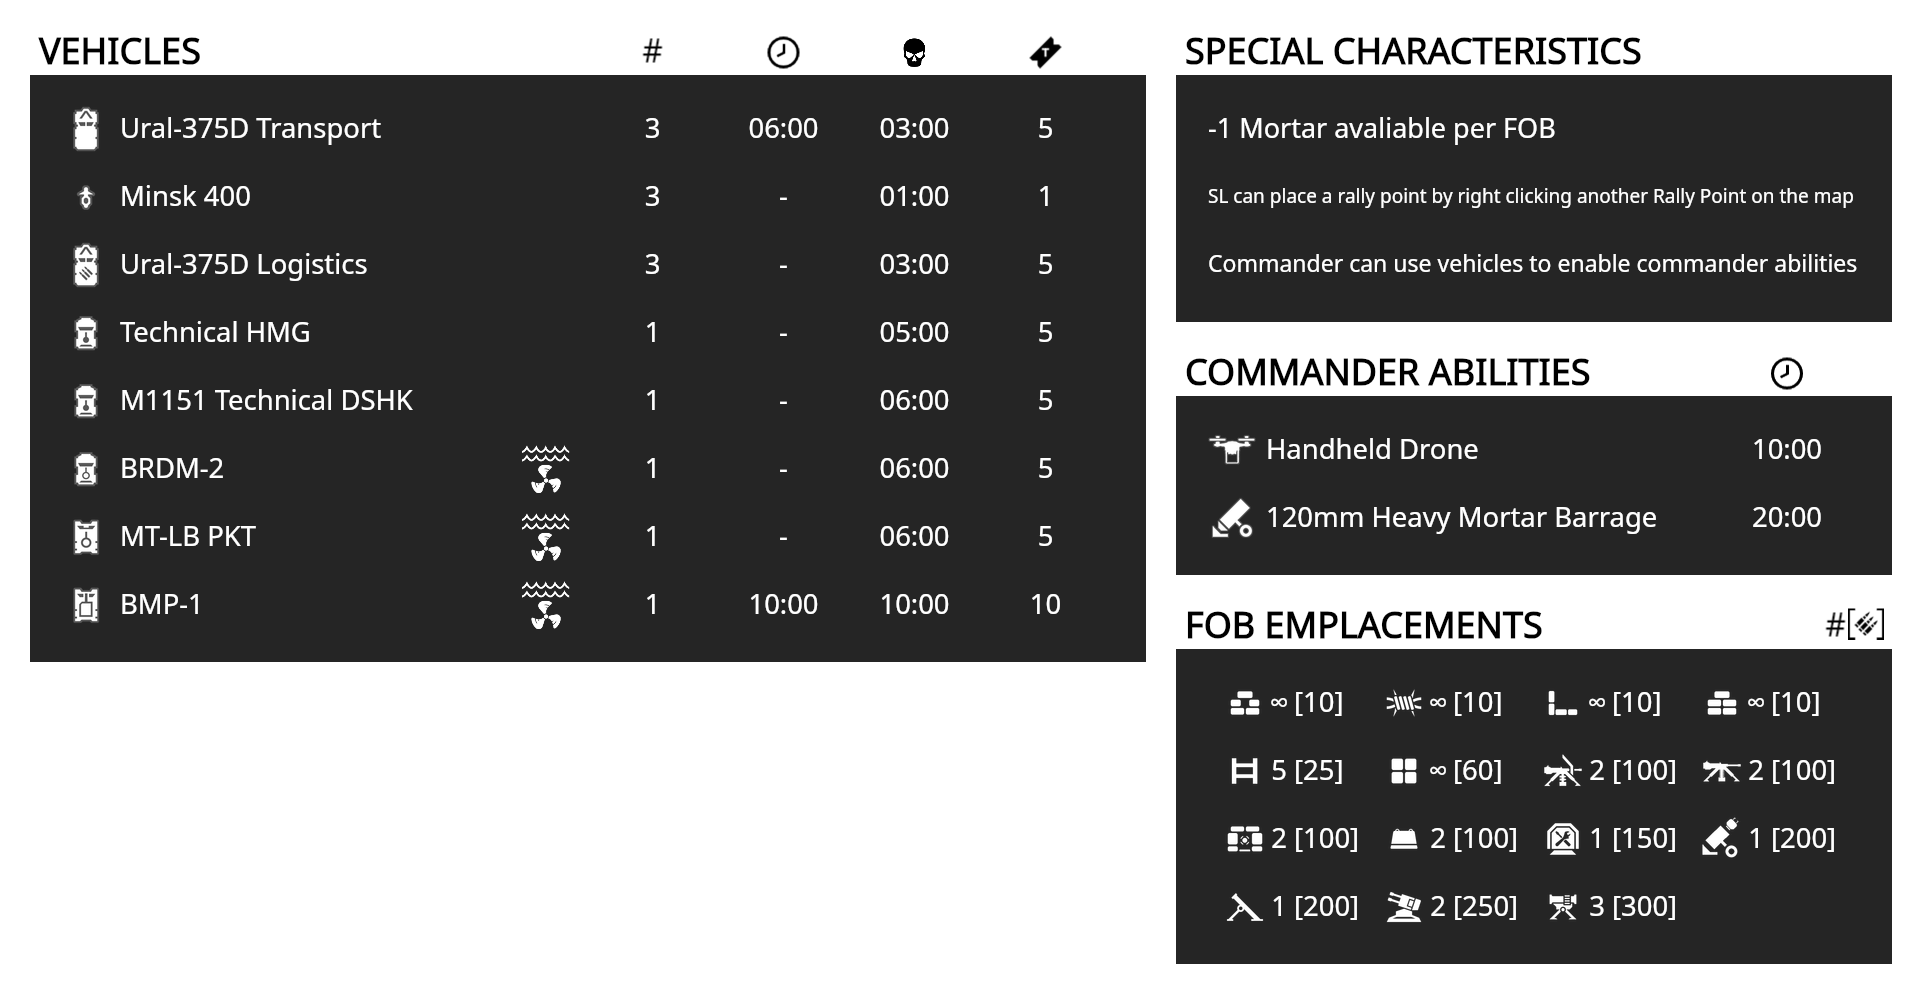 VEHICLES #
Ural-375D Transport 3 06:00 03:00 5
Minsk 400 3 - 01:00 1
Ural-375D Logistics 3 - 03:00 5
Technical HMG 1 - 05:00 5
M1151 Technical DSHK 1 - 06:00 5
BRDM-2 1 - 06:00 5
MT-LB PKT 1 - 06:00 5
BMP-1 1 10:00 10:00 10
SPECIAL CHARACTERISTICS
-1 Mortar avaliable per FOB
SL can place a rally point by right clicking another Rally Point on the map
Commander can use vehicles to enable commander abilities
COMMANDER ABILITIES
Handheld Drone 10:00
120mm Heavy Mortar Barrage 20:00
FOB EMPLACEMENTS #[]
∞ [10] ∞ [10] ∞ [10] ∞ [10]
5 [25] ∞ [60] 2 [100] 2 [100]
2 [100] 2 [100] 1 [150] 1 [200]
1 [200] 2 [250] 3 [300]